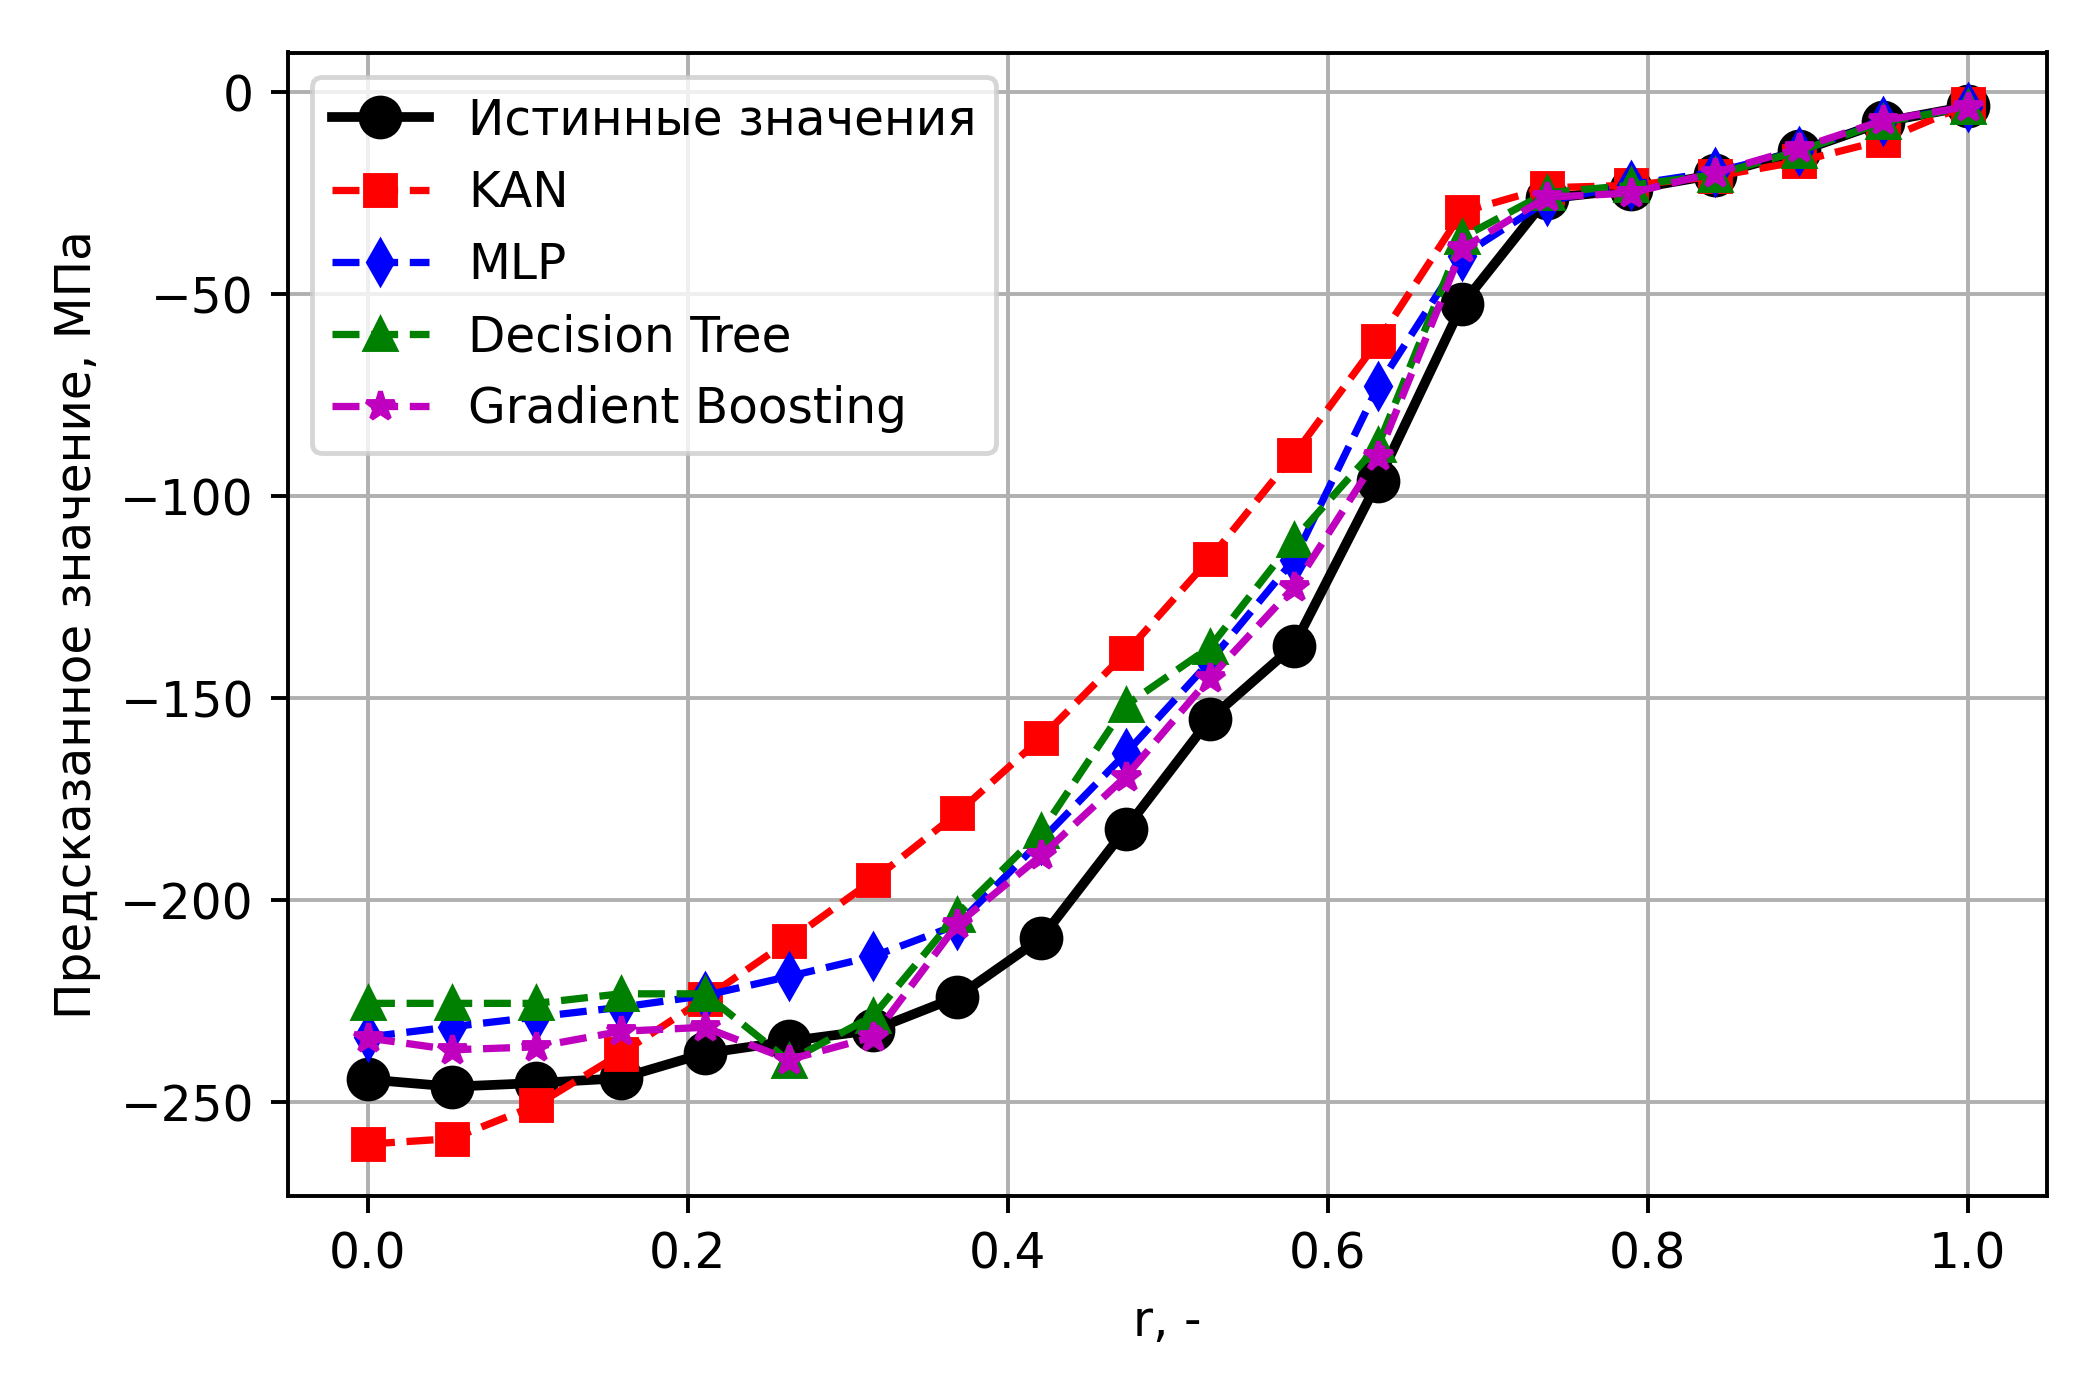 Истинные значения
KAN
MLP
Decision Tree
Gradient Boosting
Предсказанное значение, МПа
0
−50
−100
−150
−200
−250
0.0 0.2 0.4 0.6 0.8 1.0
r, -